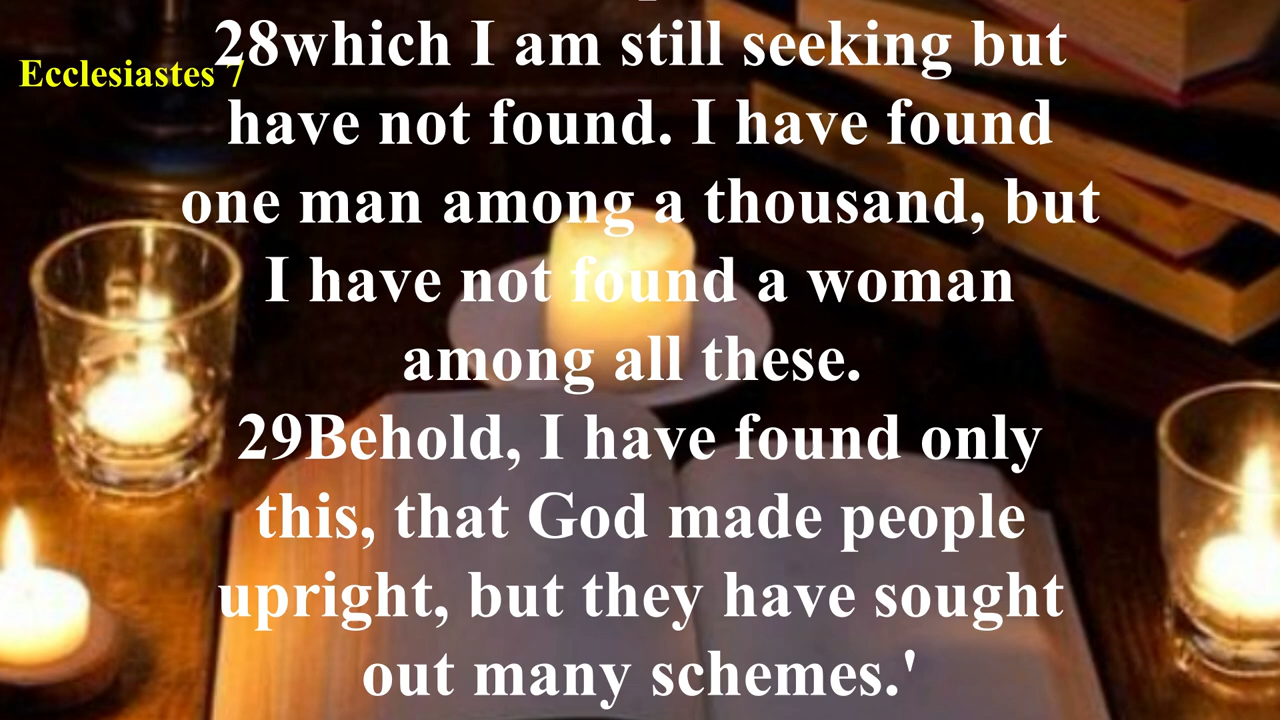 28which I am still seeking but
Ecclesiastes 7
have not found. I have found
one man among a thousand, but
I have not found a woman
among all these.
29Behold, I have found only
this, that God made people
upright, but they have sought
out many schemes.'